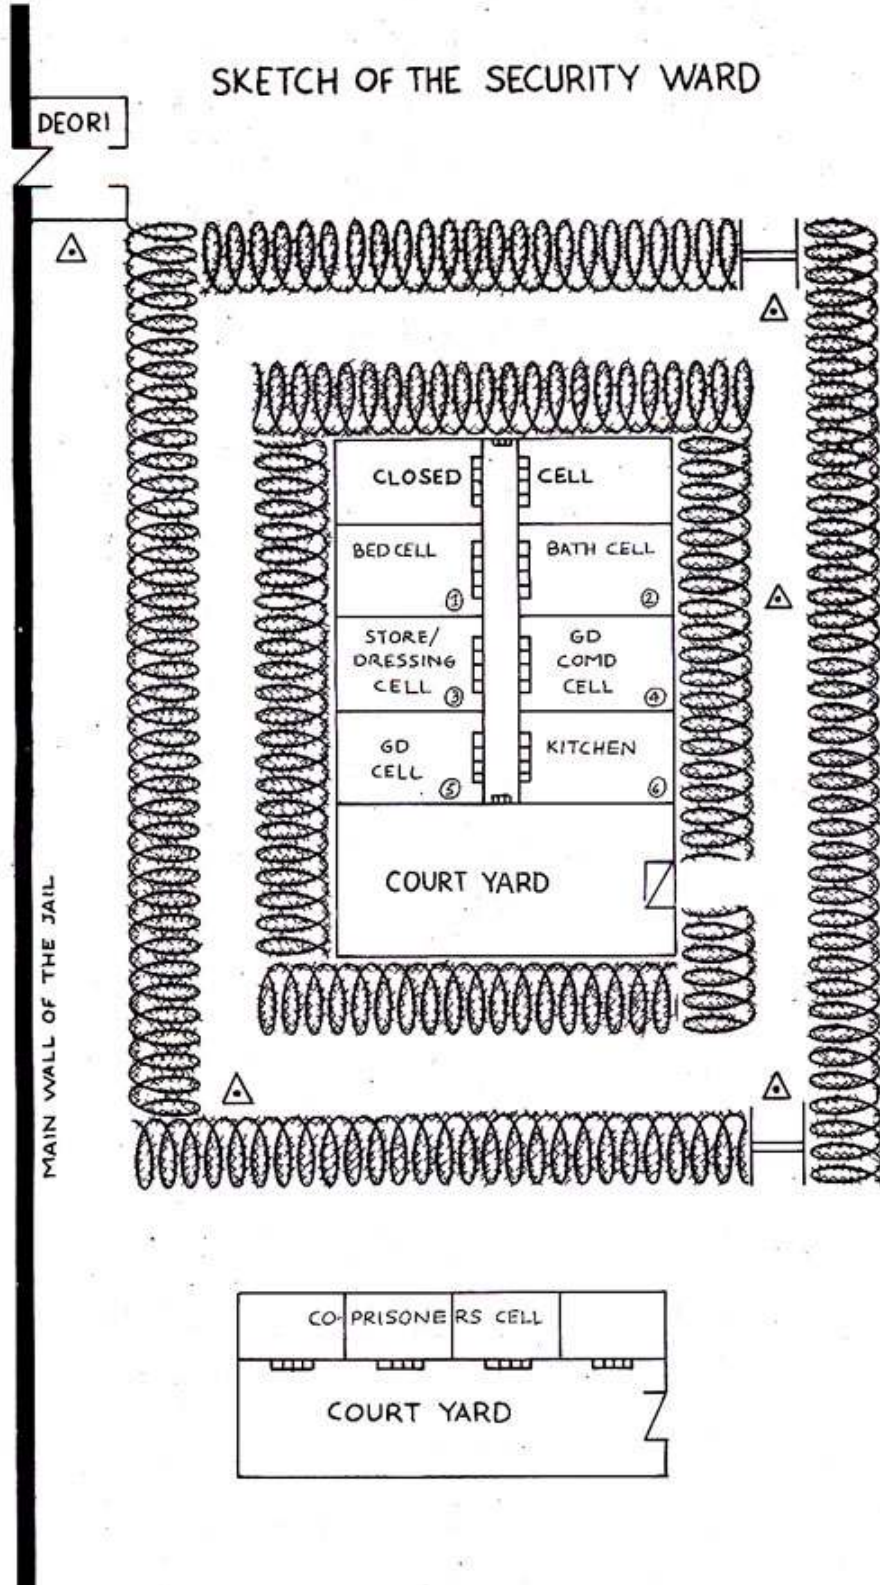 SKETCH OF THE SECURITY WARD
DEORI
CLOSED CELL
BED CELL
①
BATH CELL
②
STORE/
DRESSING
CELL ③
GD
COMD
CELL ④
GD
CELL
⑤
KITCHEN
⑥
COURT YARD
MAIN WALL OF THE JAIL
CO-PRISONERS CELL
COURT YARD